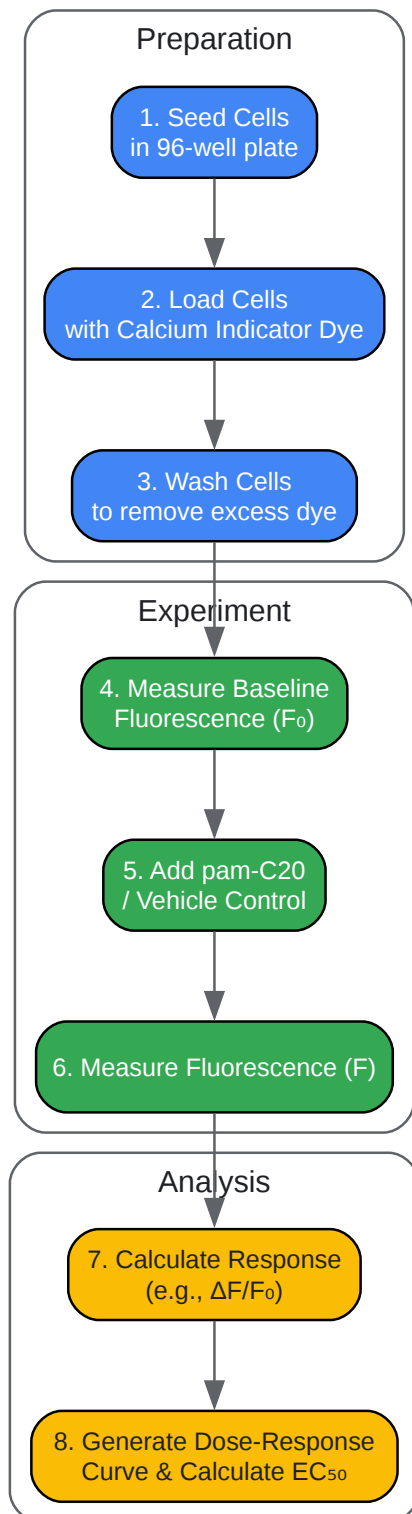 Preparation
1. Seed Cells
in 96-well plate
2. Load Cells
with Calcium Indicator Dye
3. Wash Cells
to remove excess dye
Experiment
4. Measure Baseline
Fluorescence (F₀)
5. Add pam-C20
/ Vehicle Control
6. Measure Fluorescence (F)
Analysis
7. Calculate Response
(e.g., ΔF/F₀)
8. Generate Dose-Response
Curve & Calculate EC₅₀